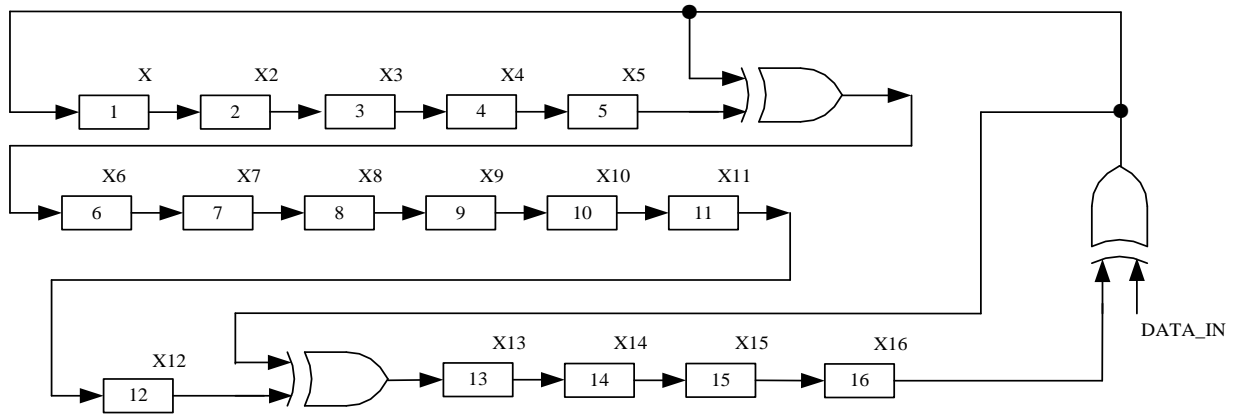 X X2 X3 X4 X5
1 2 3 4 5
X6 X7 X8 X9 X10 X11
6 7 8 9 10 11
DATA_IN
X12 X13 X14 X15 X16
12 13 14 15 16